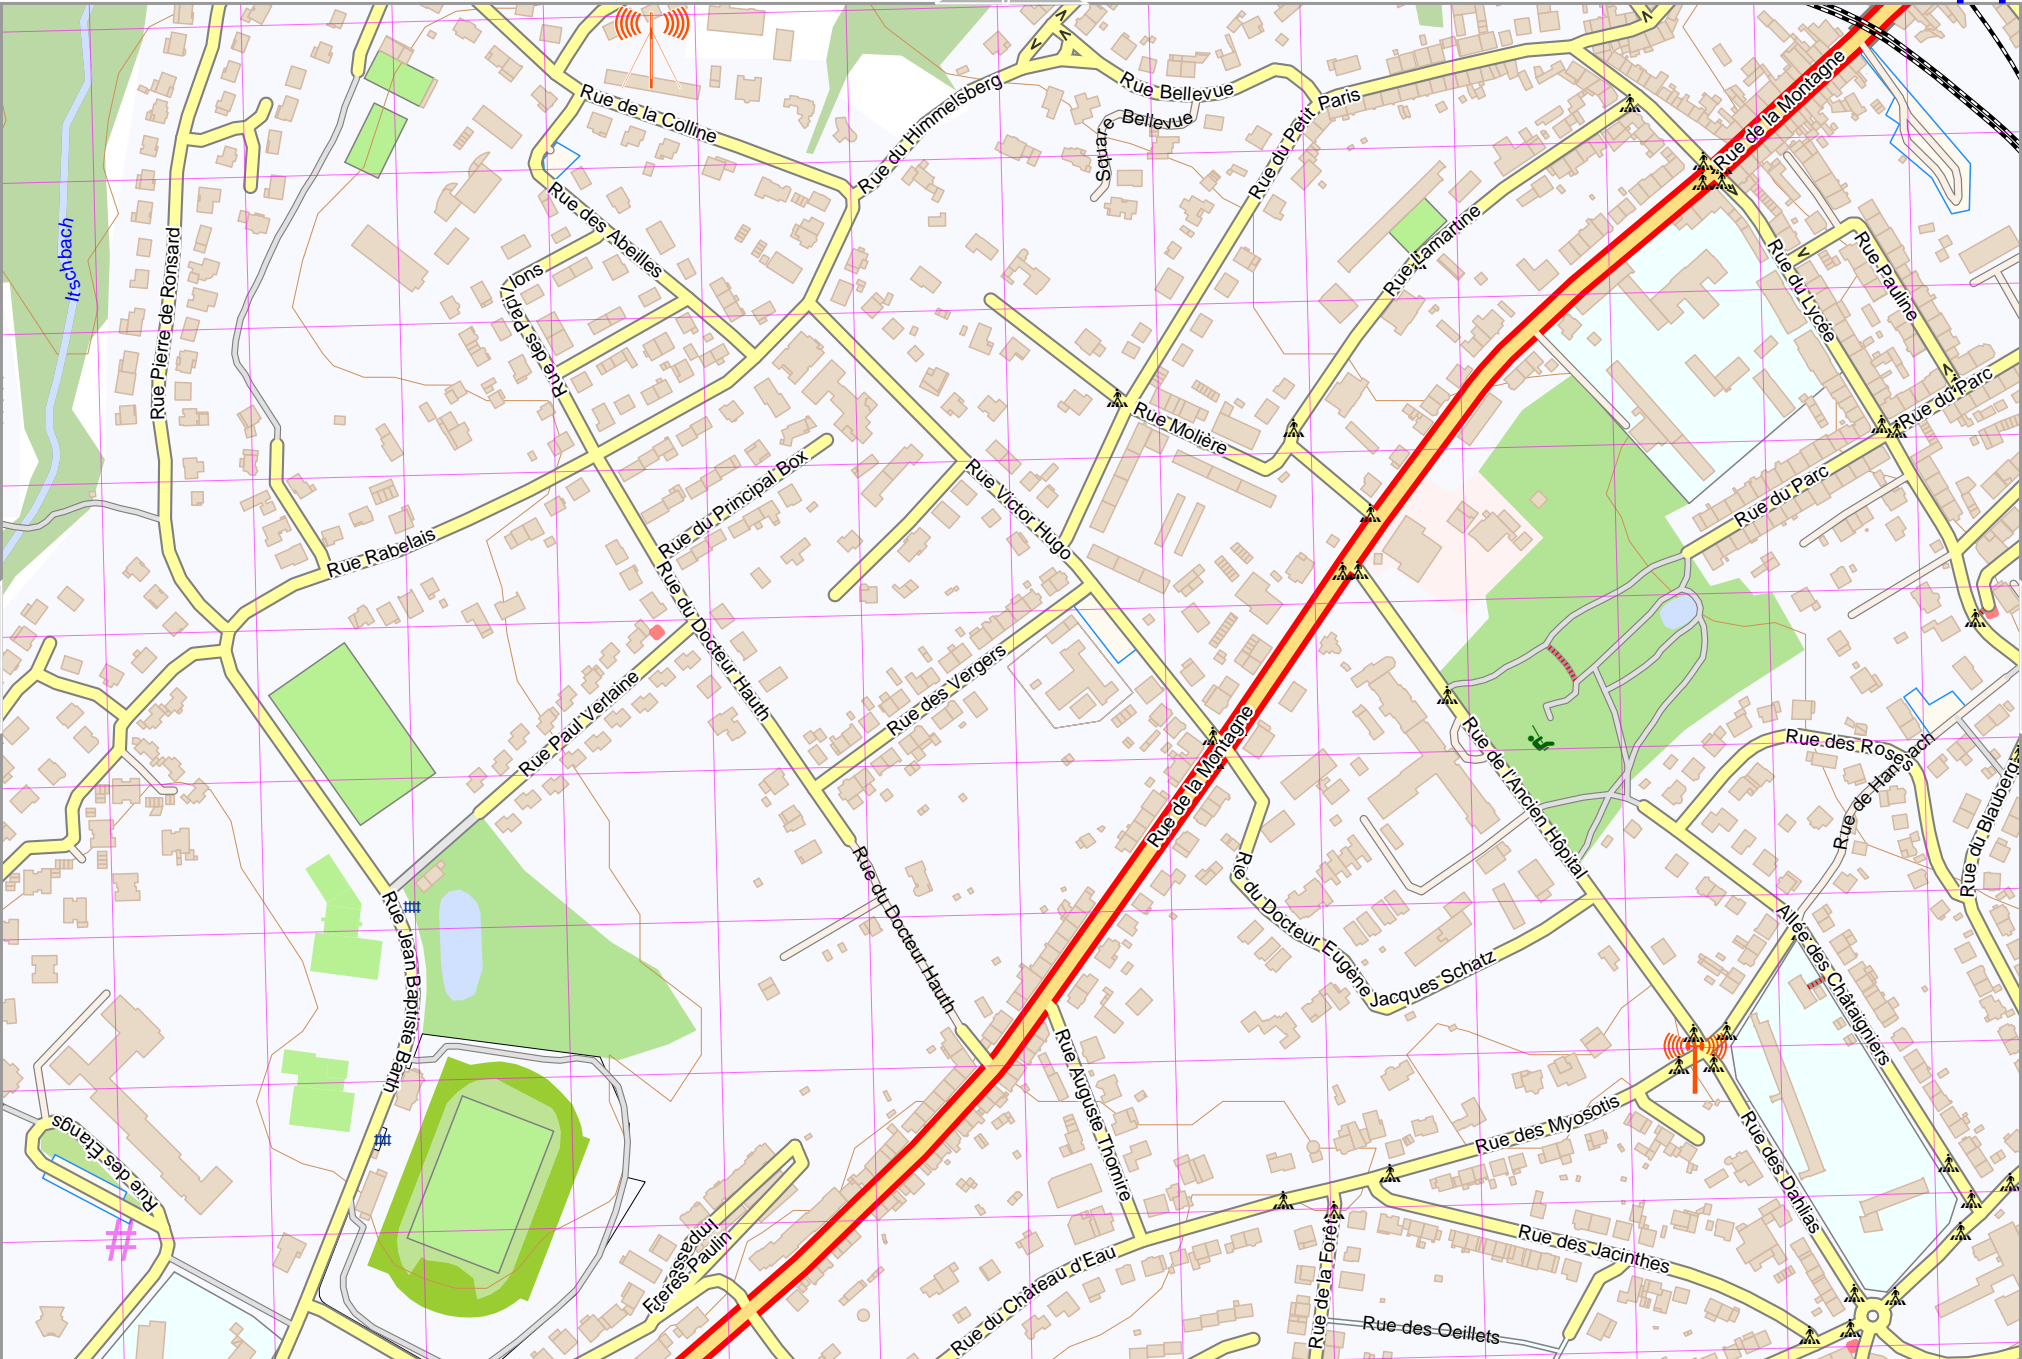 Rue de la Colline
Rue du Himmelsberg
Rue Bellevue
Square
Bellevue
Rue du Petit
Paris
Rue de la Montagne
Itschbach
Rue Pierre de Ronsard
Rue des Abeilles
Rue des Papillons
Rue Lamartine
Rue du Lycée
Rue Pauline
Rue du Parc
Rue Molière
Rue du Principal Box
Rue Victor Hugo
Rue du Parc
Rue Rabelais
Rue du Docteur Hauth
Rue des Vergers
Rue Paul Verlaine
Rue de la Montagne
Rue de l'Ancien Hôpital
Rue des Roses
Rue de Hambach
Rue du Blauberg
Rue du Docteur Hauth
Rue du Docteur Eugène
Jacques Schatz
Rue Jean Baptiste Barth
Allée des Châtaigniers
Rue Auguste Thomire
Rue des Etangs
Rue des Myosotis
Rue des Dahlias
Impasse
Frères Paulin
Rue du Château d'Eau
Rue de la Forêt
Rue des Jacinthes
Rue des Oeillets